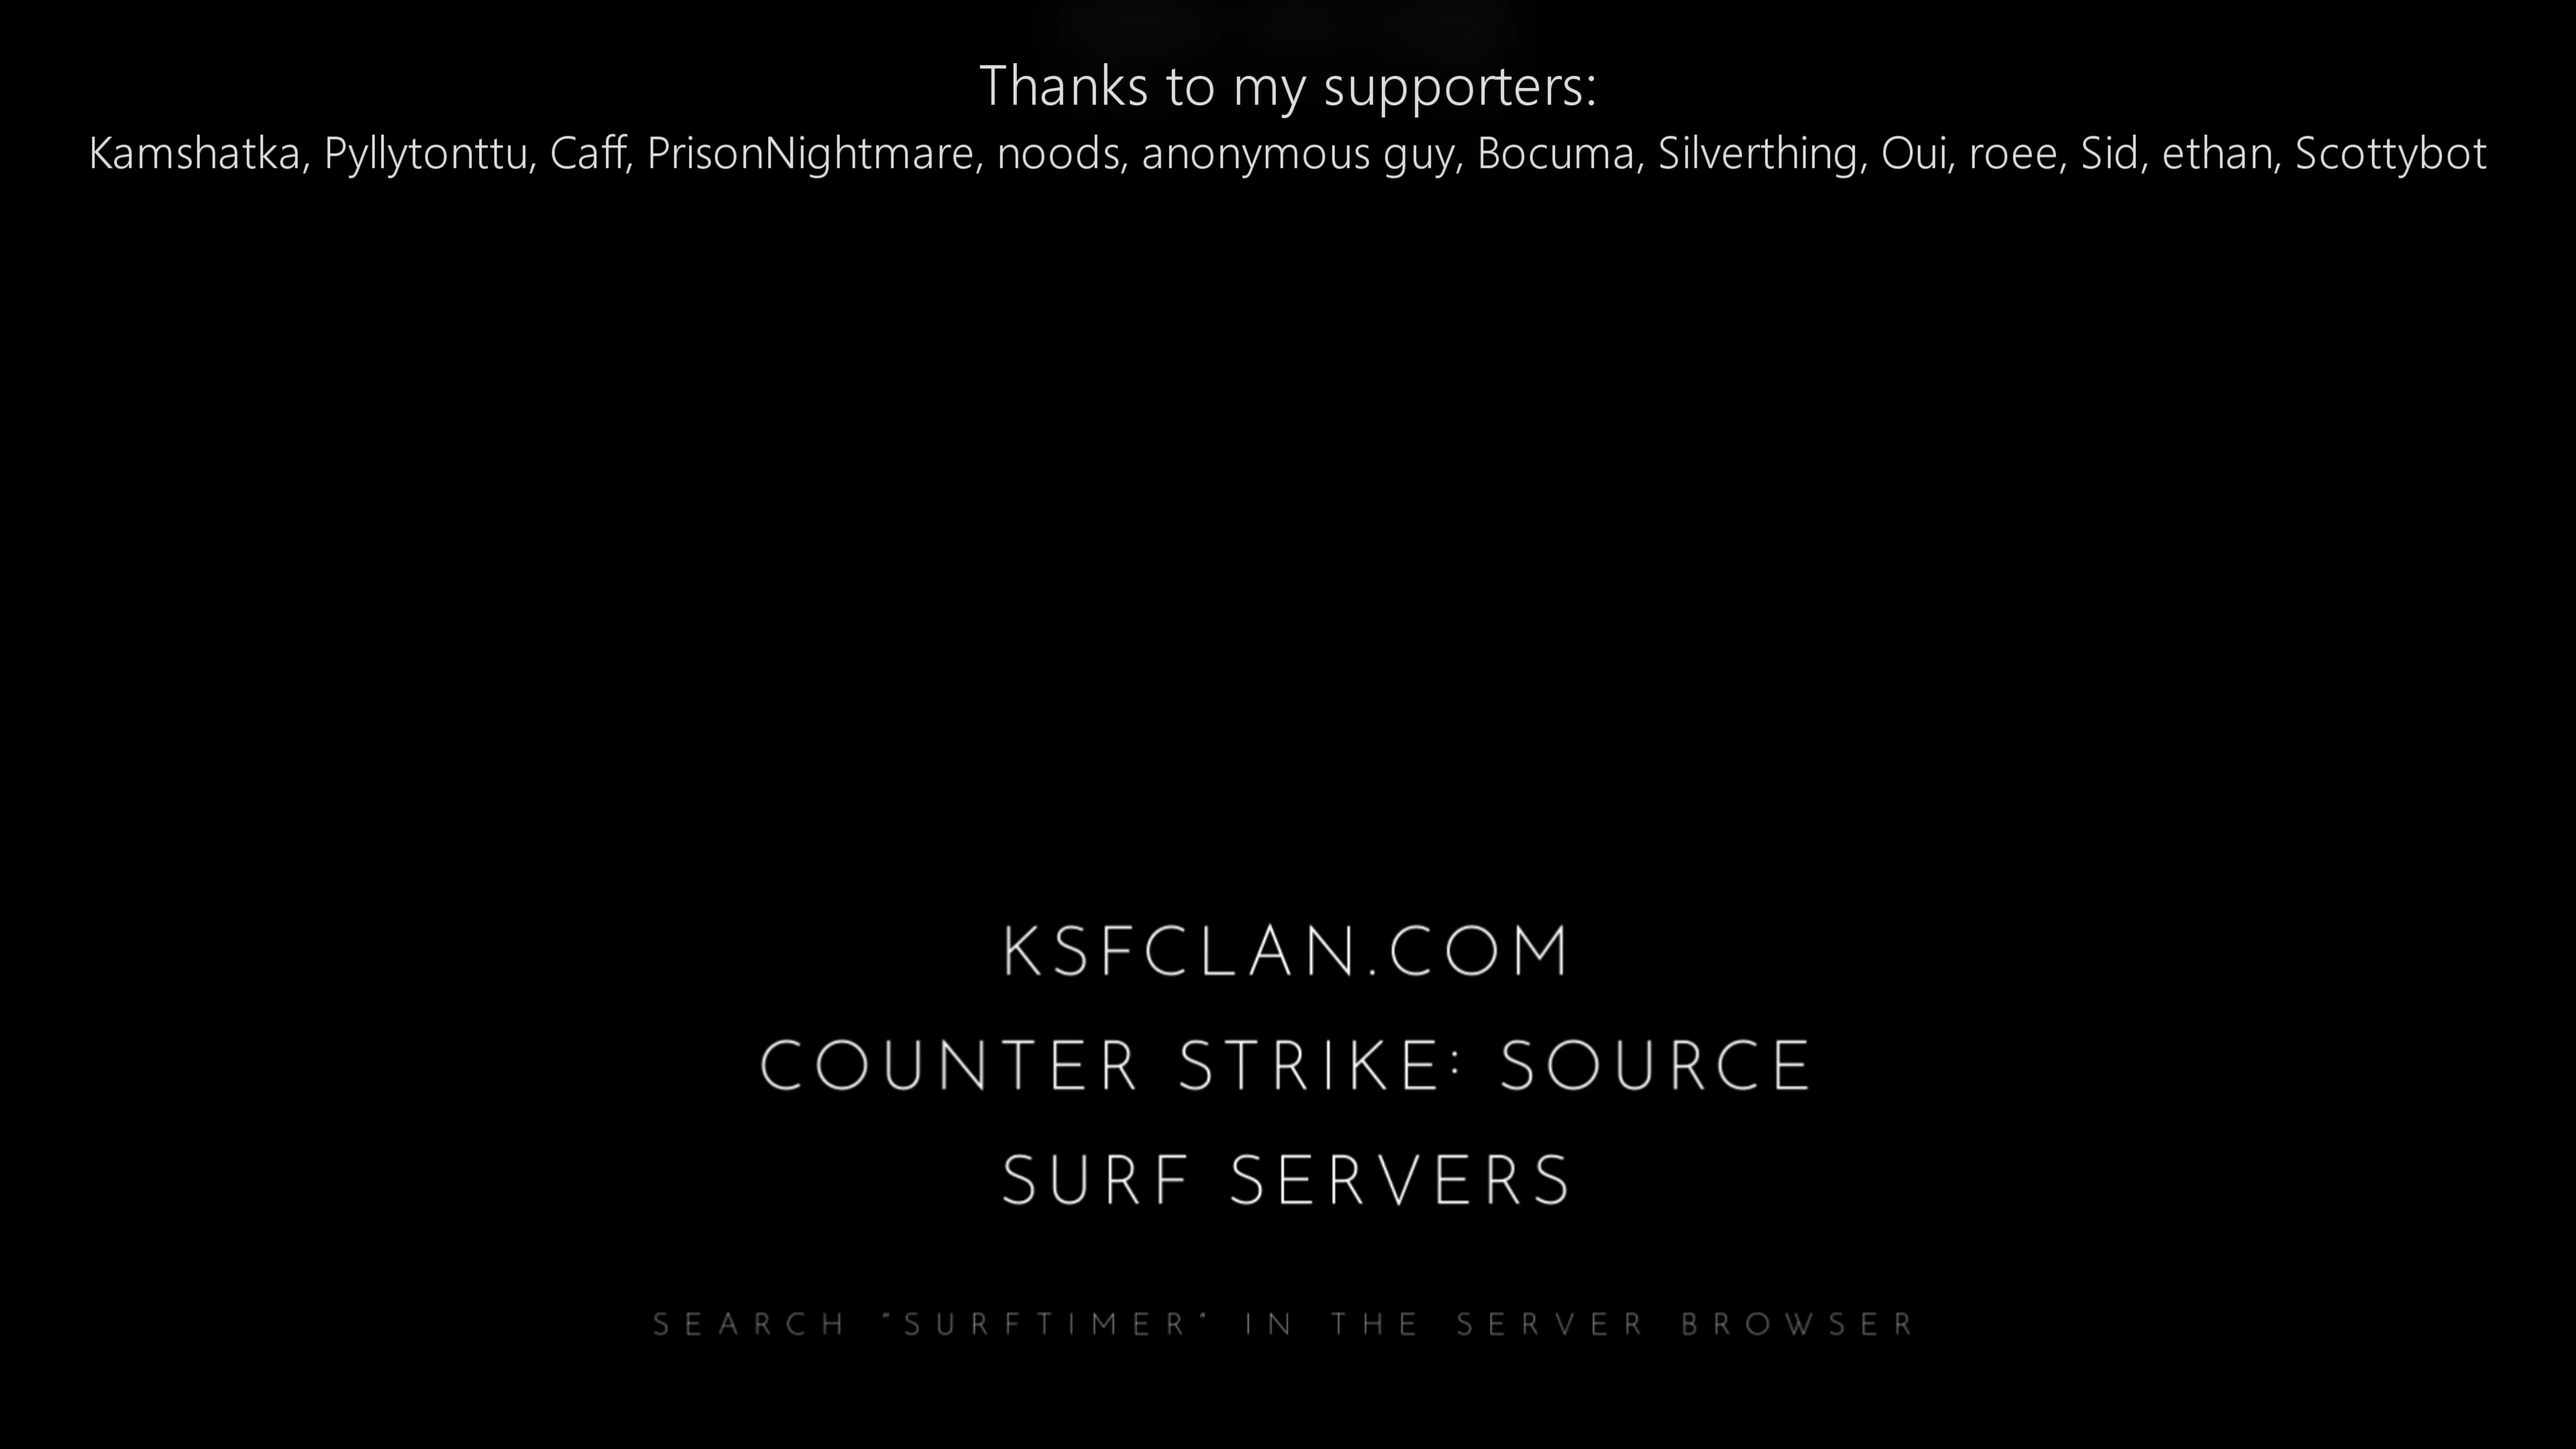 Thanks to my supporters:
Kamshatka, Pyllytonttu, Caff, PrisonNightmare, noods, anonymous guy, Bocuma, Silverthing, Oui, roee, Sid, ethan, Scottybot
KSFCLAN.COM
COUNTER STRIKE: SOURCE
SURF SERVERS
SEARCH "SURFTIMER" IN THE SERVER BROWSER